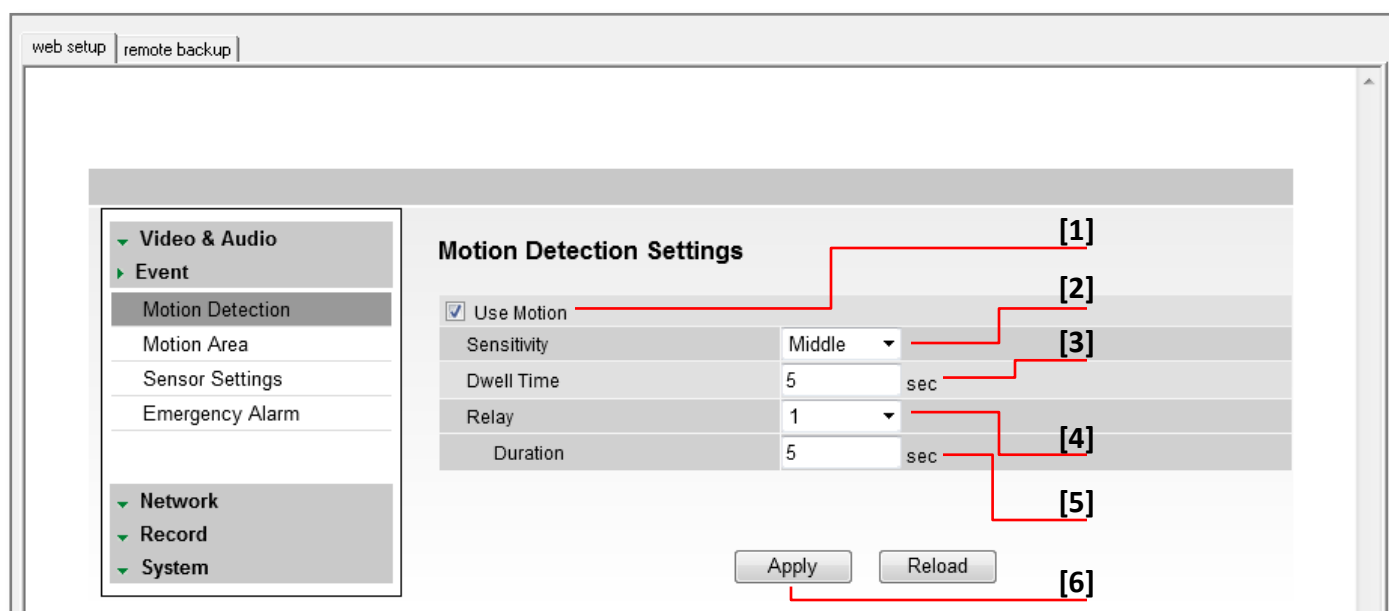 web setup remote backup
Video & Audio
Event
Motion Detection
Motion Area
Sensor Settings
Emergency Alarm
Network
Record
System
Motion Detection Settings [1]
Use Motion [2]
Sensitivity Middle [3]
Dwell Time 5 sec
Relay 1 [4]
Duration 5 sec
[5]
Apply Reload [6]